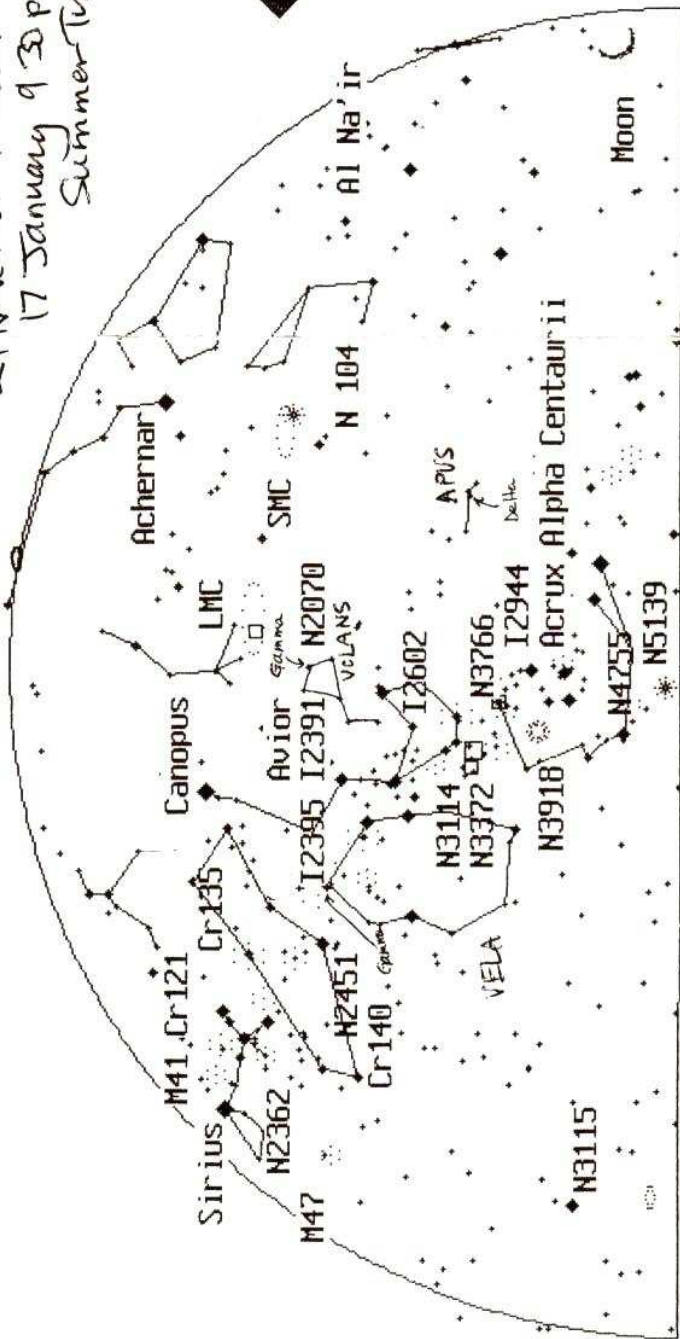 17 January 9 30 p
Summer
Sirius
M41 Cr121
Canopus
LMC
Achernar
M47
N2362
Cr135
Avior
Gamma
SMC
Al Na'ir
N2451
Cr140
I2395 I2391 N2070
VOLANS
N 104
Gamma
VELA
N3114
N3372
I2602
APUS
Delta
N3918
N3766
I2944
Acrux Alpha Centaurii
N3115
N4755
N5139
Moon